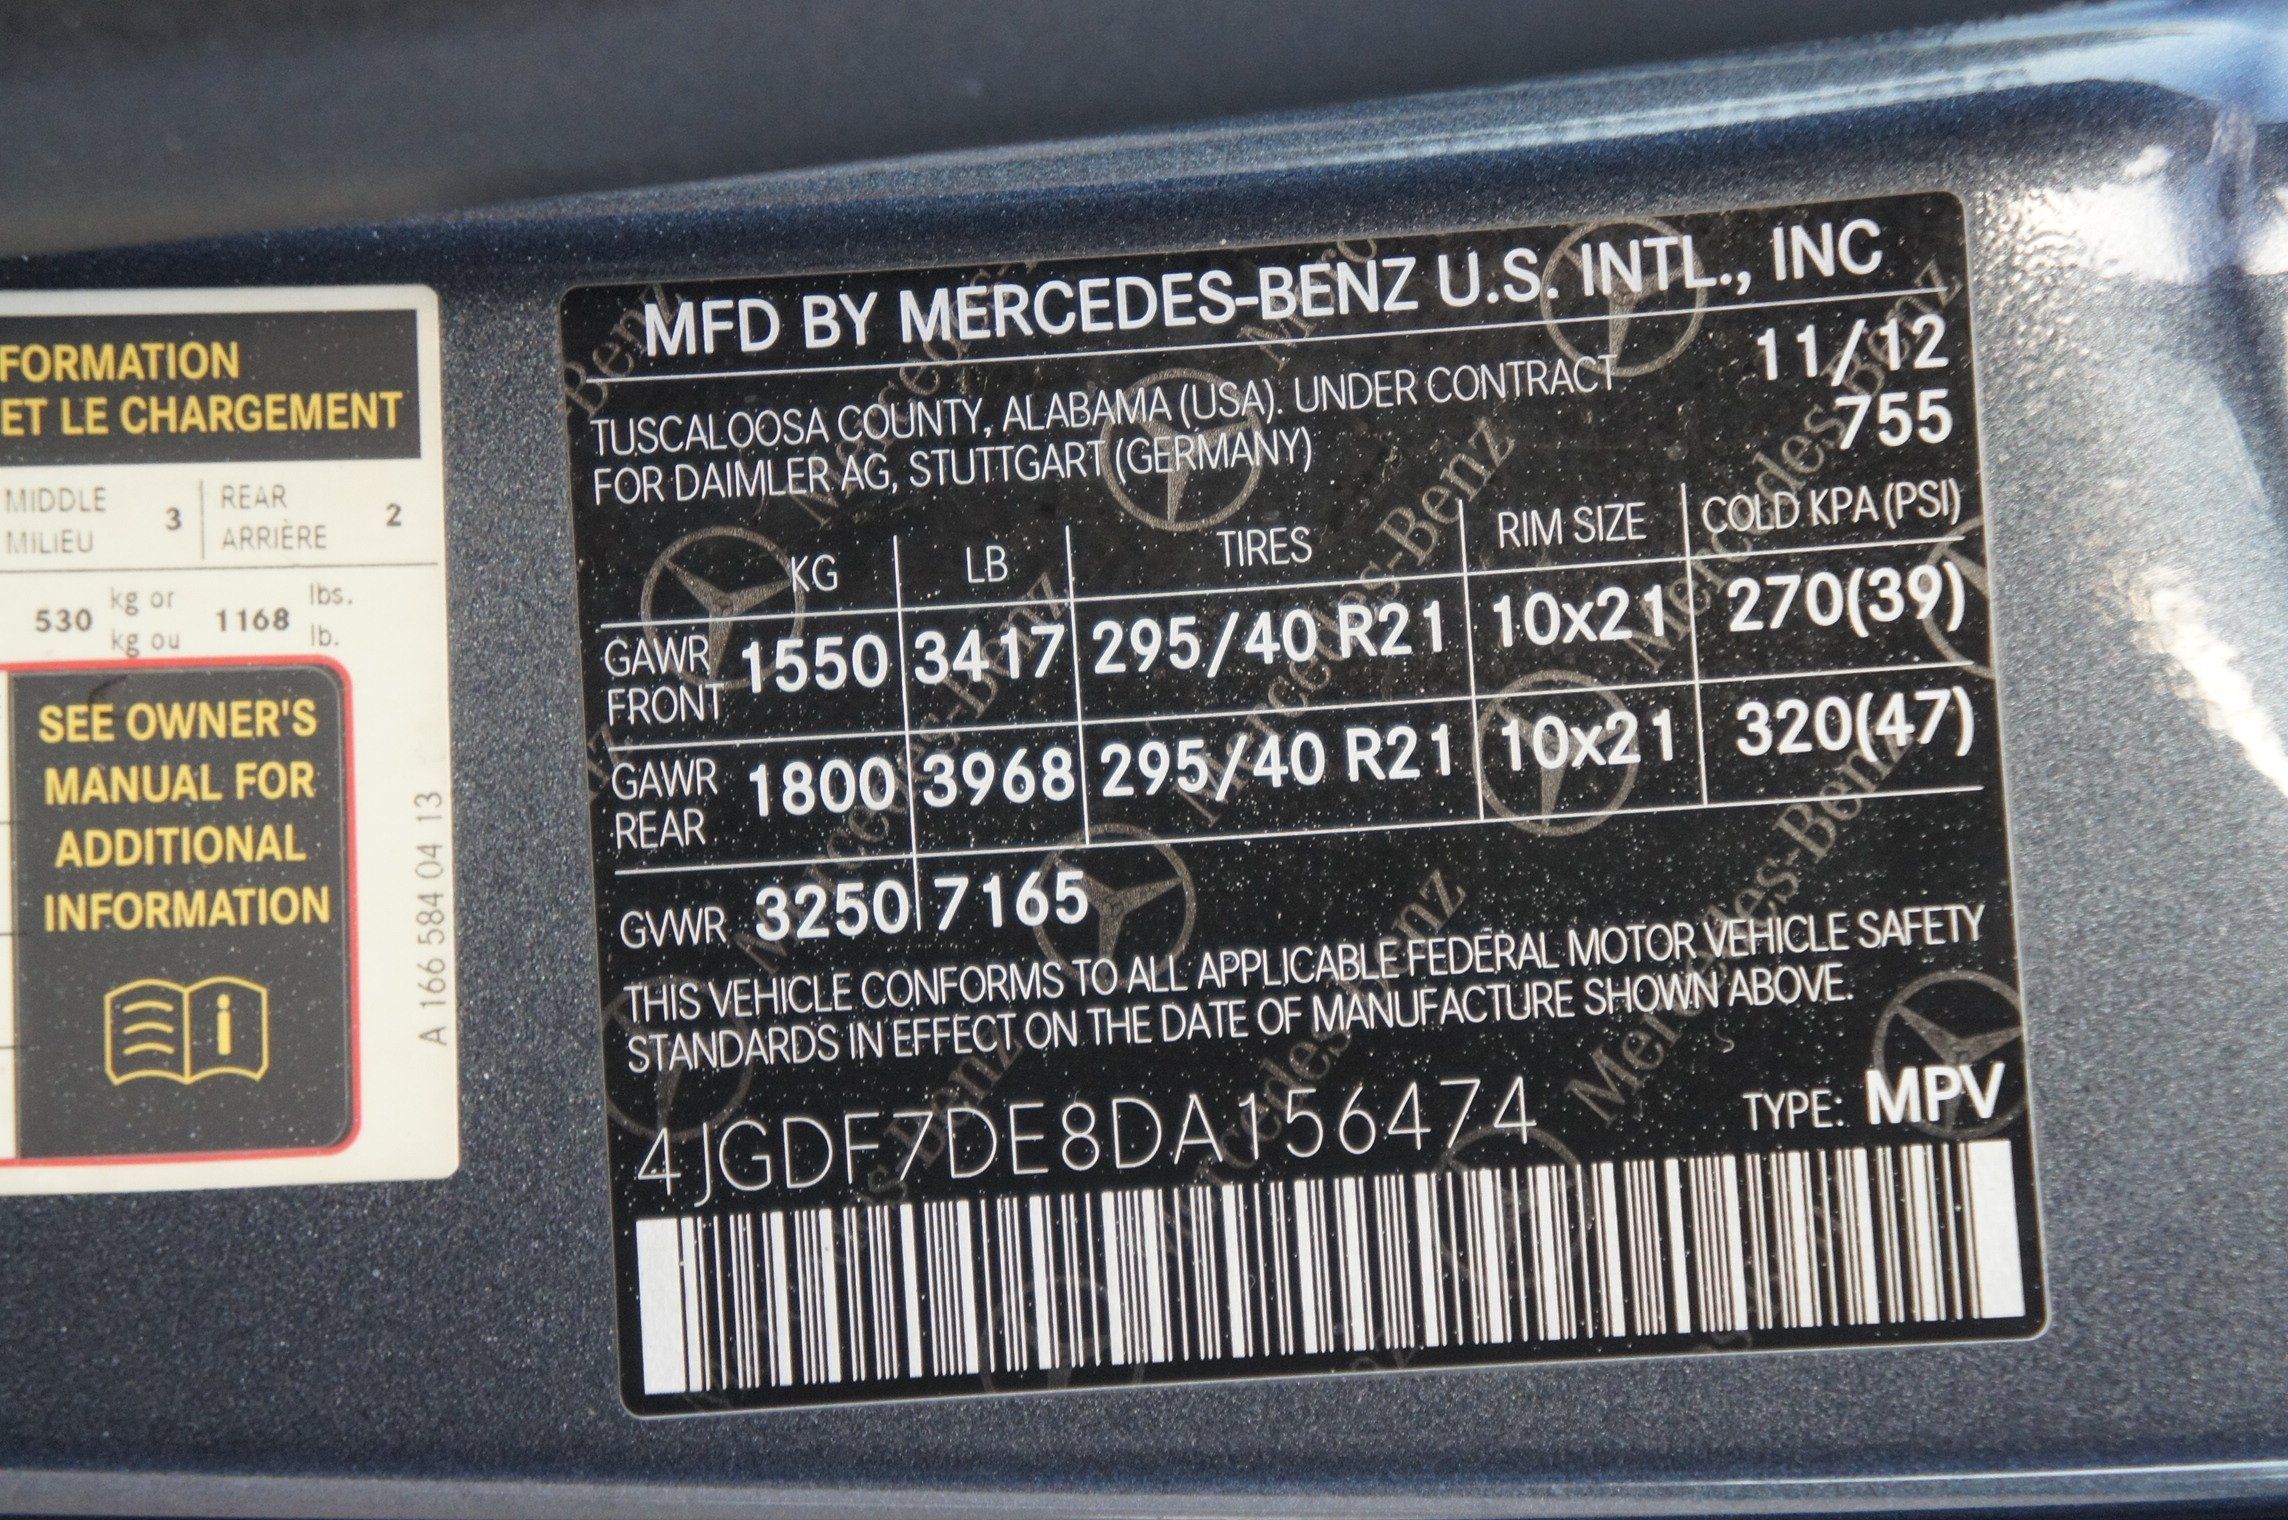 FORMATION
ET LE CHARGEMENT
MIDDLE
MILIEU 3
REAR
ARRIÈRE 2
530 kg or
kg ou 1168 lbs.
lb.
SEE OWNER'S
MANUAL FOR
ADDITIONAL
INFORMATION
A 166 584 04 13
MFD BY MERCEDES-BENZ U.S. INTL., INC
TUSCALOOSA COUNTY, ALABAMA (USA). UNDER CONTRACT
FOR DAIMLER AG, STUTTGART (GERMANY)
11/12
755
KG LB TIRES RIM SIZE COLD KPA (PSI)
GAWR
FRONT 1550 3417 295/40 R21 10x21 270(39)
GAWR
REAR 1800 3968 295/40 R21 10x21 320(47)
GVWR 3250 7165
THIS VEHICLE CONFORMS TO ALL APPLICABLE FEDERAL MOTOR VEHICLE SAFETY
STANDARDS IN EFFECT ON THE DATE OF MANUFACTURE SHOWN ABOVE.
4JGDF7DE8DA156474 TYPE: MPV